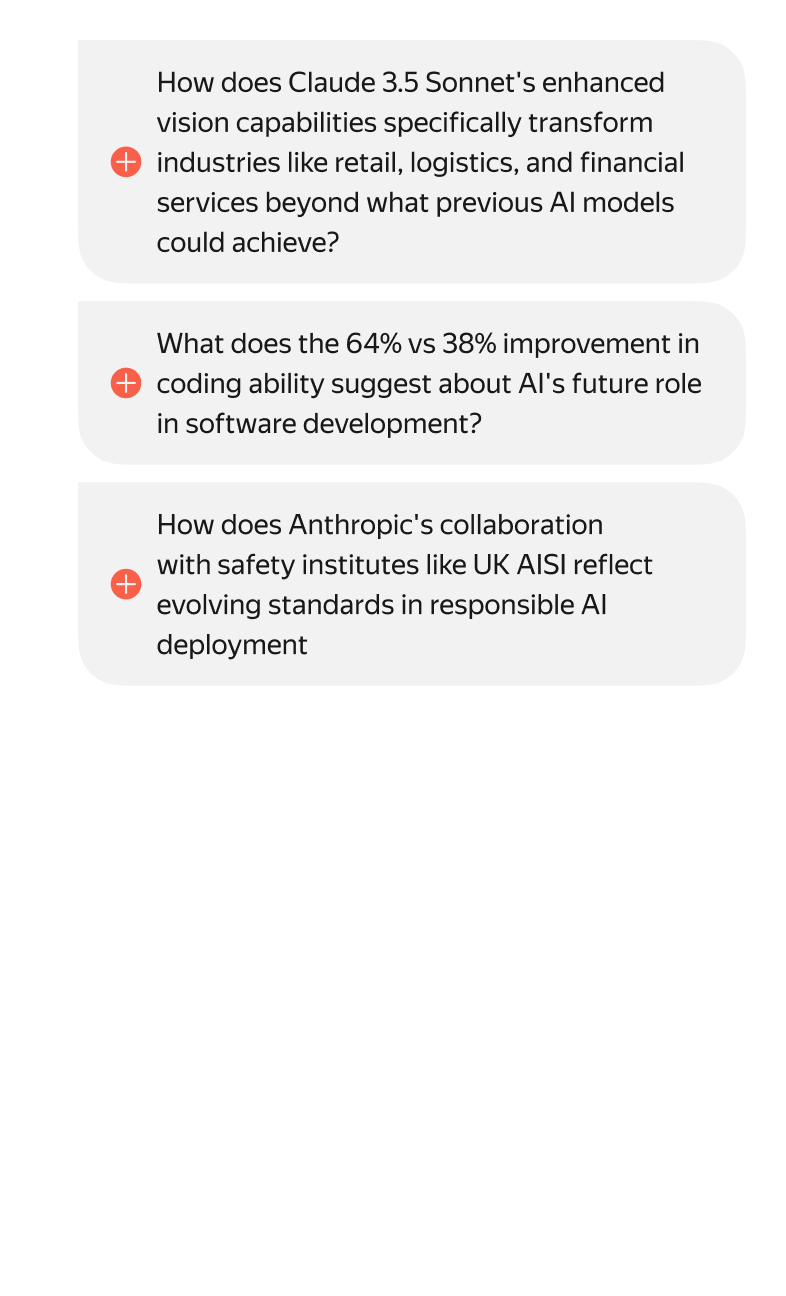 How does Claude 3.5 Sonnet's enhanced
vision capabilities specifically transform
industries like retail, logistics, and financial
services beyond what previous AI models
could achieve?
What does the 64% vs 38% improvement in
coding ability suggest about AI's future role
in software development?
How does Anthropic's collaboration
with safety institutes like UK AISI reflect
evolving standards in responsible AI
deployment